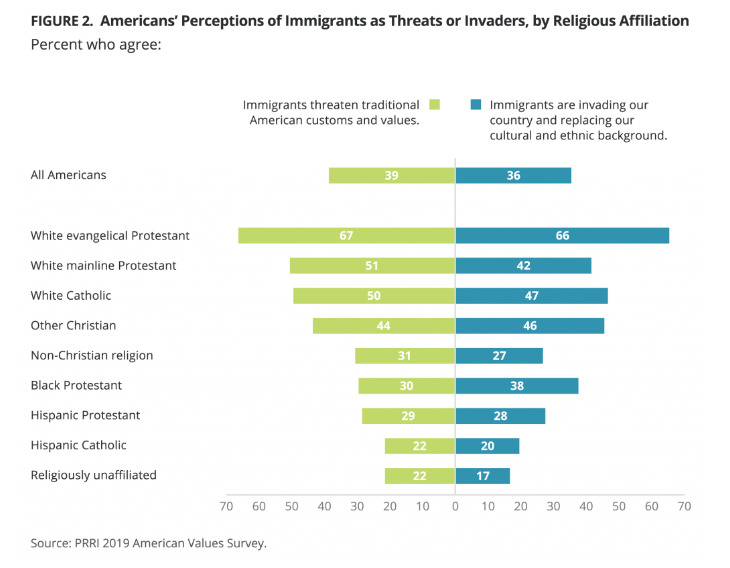 FIGURE 2. Americans' Perceptions of Immigrants as Threats or Invaders, by Religious Affiliation
Percent who agree:
Immigrants threaten traditional
American customs and values.
Immigrants are invading our
country and replacing our
cultural and ethnic background.
All Americans 39 36
White evangelical Protestant 67 66
White mainline Protestant 51 42
White Catholic 50 47
Other Christian 44 46
Non-Christian religion 31 27
Black Protestant 30 38
Hispanic Protestant 29 28
Hispanic Catholic 22 20
Religiously unaffiliated 22 17
70 60 50 40 30 20 10 0 10 20 30 40 50 60 70
Source: PRRI 2019 American Values Survey.